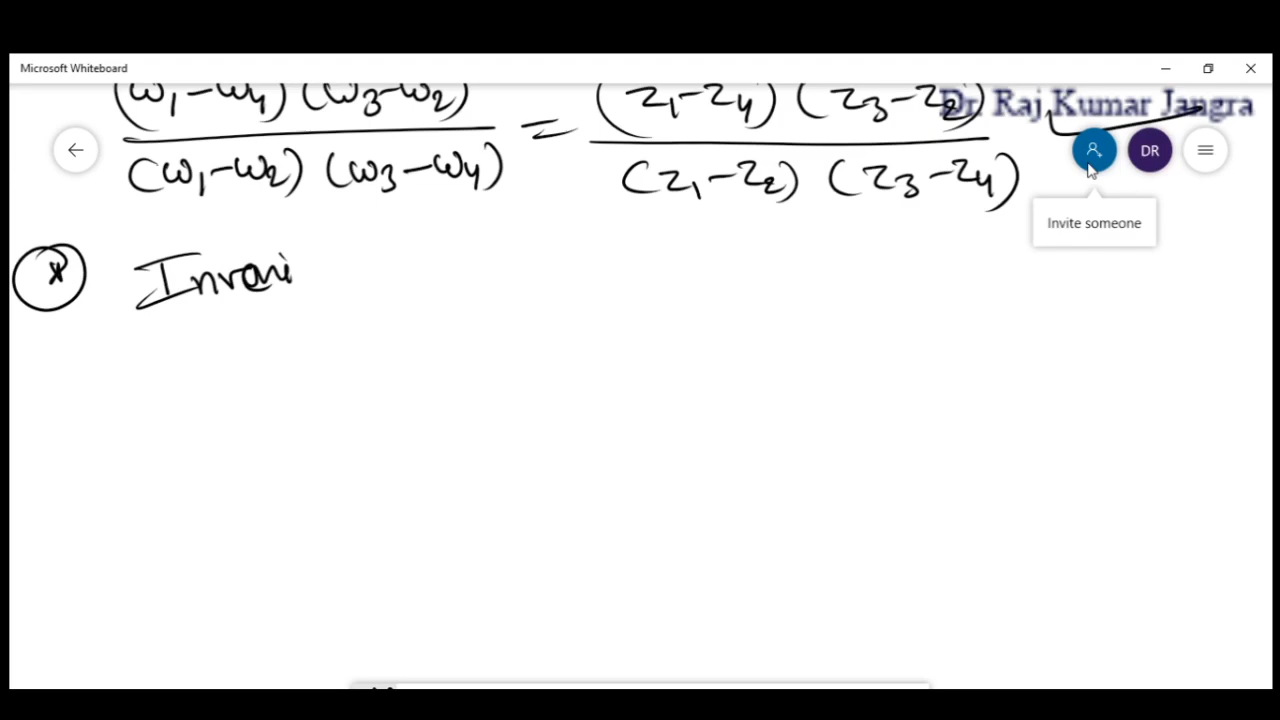 Microsoft Whiteboard
Dr Raj Kumar Jangra
(ω₁-ω₄) (ω₃-ω₂) / (ω₁-ω₂) (ω₃-ω₄) = (z₁-z₄) (z₃-z₂) / (z₁-z₂) (z₃-z₄)
DR
Invite someone
* Invari